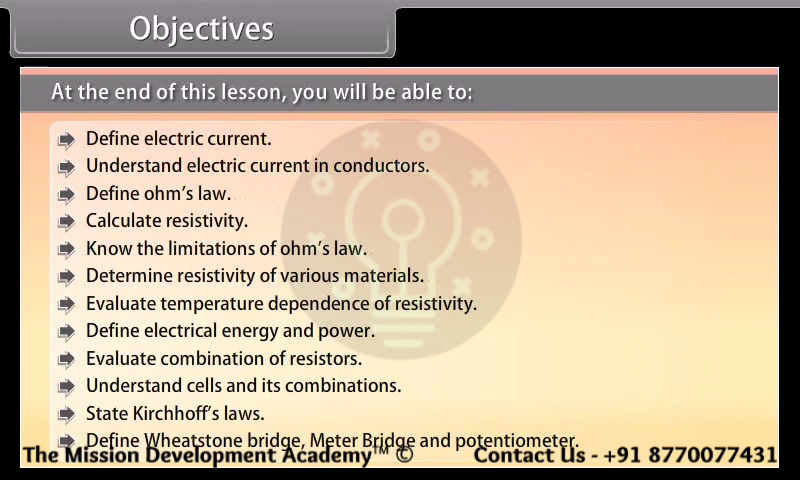 Objectives
At the end of this lesson, you will be able to:
Define electric current.
Understand electric current in conductors.
Define ohm's law.
Calculate resistivity.
Know the limitations of ohm's law.
Determine resistivity of various materials.
Evaluate temperature dependence of resistivity.
Define electrical energy and power.
Evaluate combination of resistors.
Understand cells and its combinations.
State Kirchhoff's laws.
Define Wheatstone bridge, Meter Bridge and potentiometer.
The Mission Development Academy™ © Contact Us - +91 8770077431